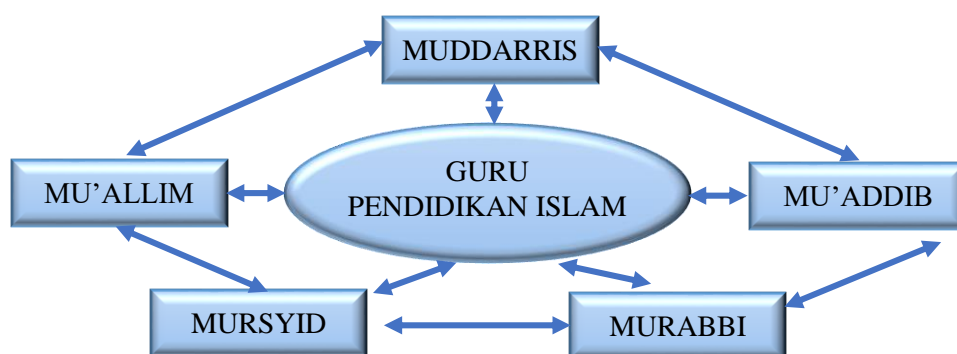 MUDDARRIS
GURU
PENDIDIKAN ISLAM
MU’ALLIM
MU’ADDIB
MURSYID
MURABBI